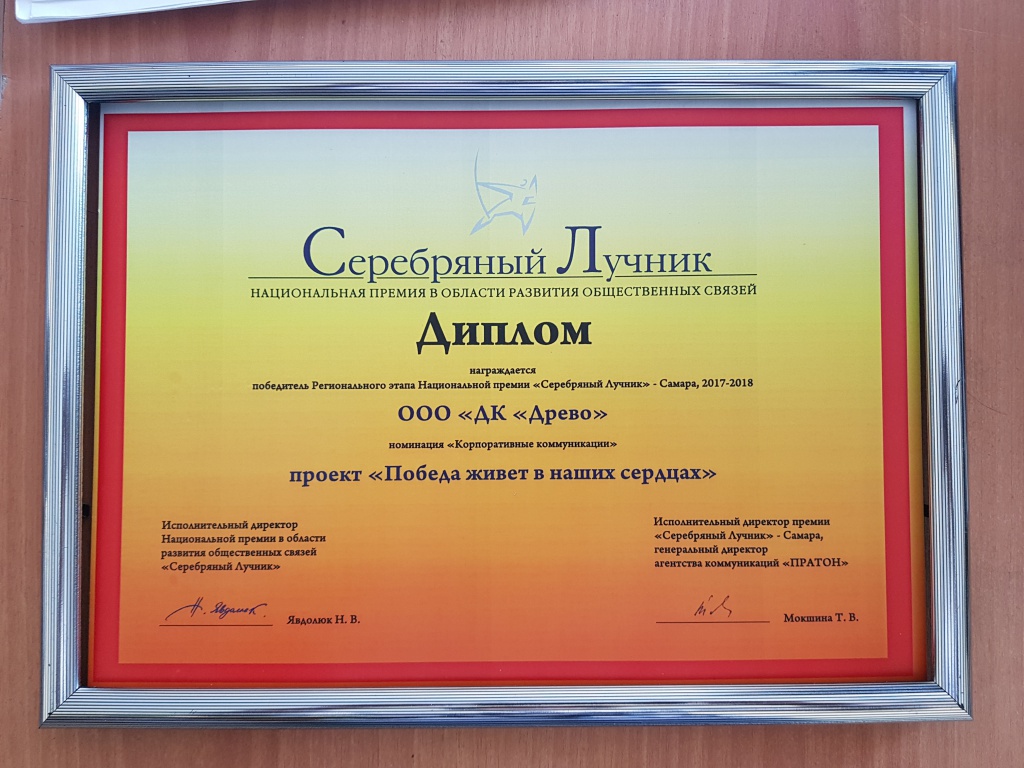 Серебряный Лучник
НАЦИОНАЛЬНАЯ ПРЕМИЯ В ОБЛАСТИ РАЗВИТИЯ ОБЩЕСТВЕННЫХ СВЯЗЕЙ
Диплом
награждается
победитель Регионального этапа Национальной премии «Серебряный Лучник» - Самара, 2017-2018
ООО «ДК «Древо»
номинация «Корпоративные коммуникации»
проект «Победа живет в наших сердцах»
Исполнительный директор
Национальной премии в области
развития общественных связей
«Серебряный Лучник»
Явдолюк Н. В.
Исполнительный директор премии
«Серебряный Лучник» - Самара,
генеральный директор
агентства коммуникаций «ПРАТОН»
Мокшина Т. В.